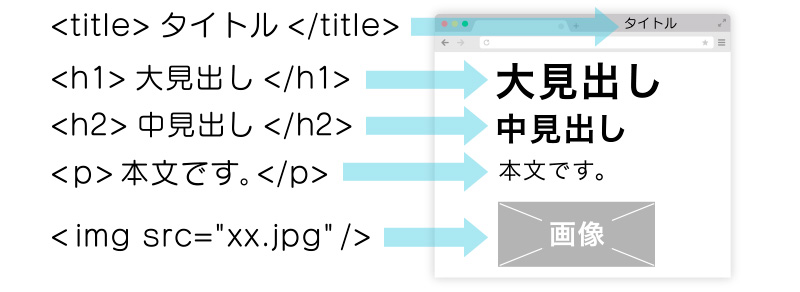 <title> タイトル </title>
タイトル
<h1> 大見出し </h1>
大見出し
<h2> 中見出し </h2>
中見出し
<p> 本文です。</p>
本文です。
<img src="xx.jpg" />
画像